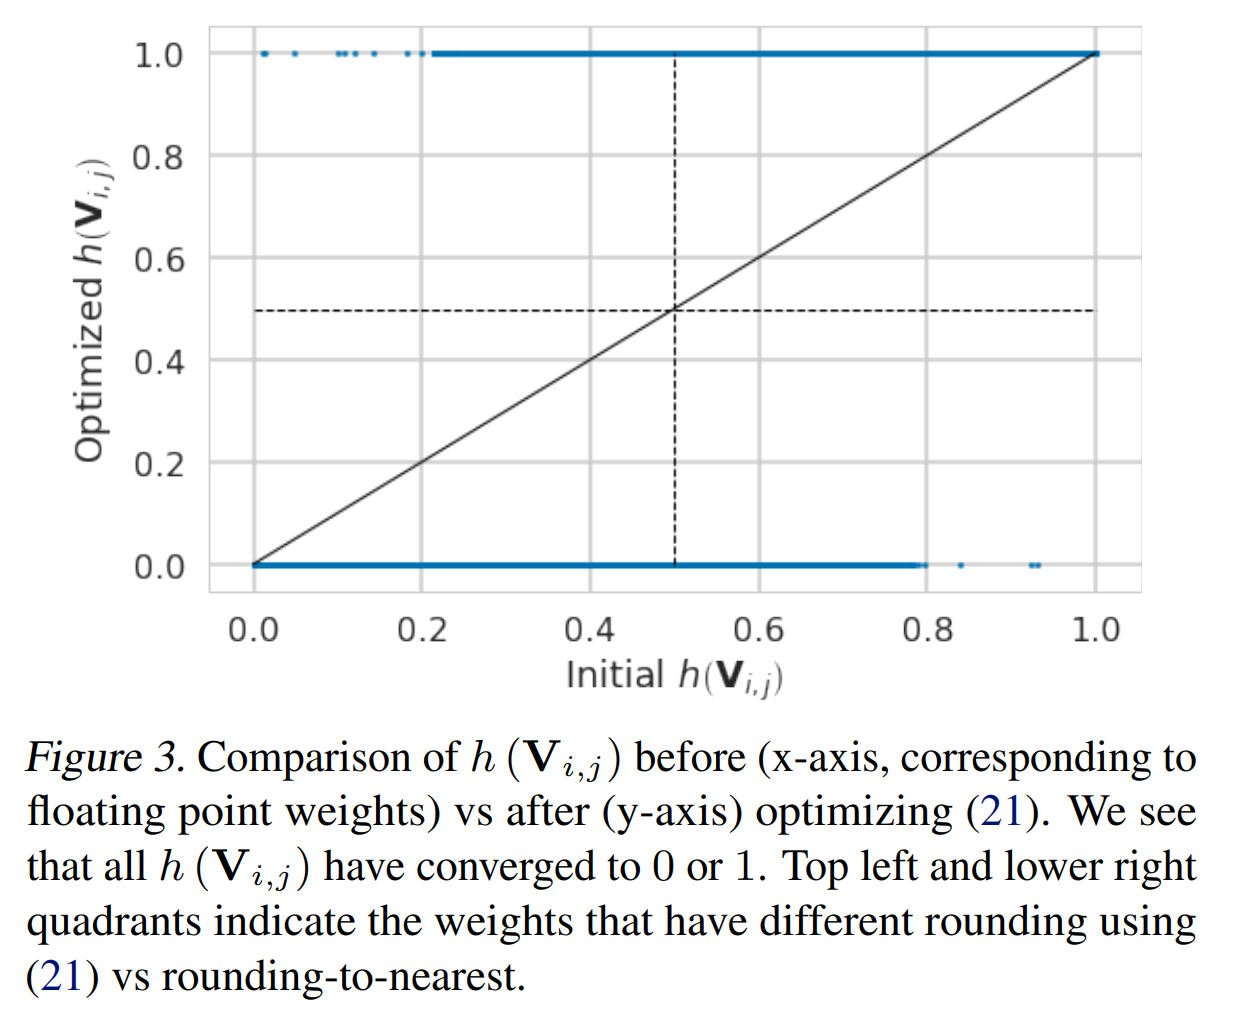 1.0
0.8
0.6
0.4
0.2
0.0
Optimized h(V_{i,j})
0.0 0.2 0.4 0.6 0.8 1.0
Initial h(V_{i,j})
Figure 3. Comparison of h (V_{i,j}) before (x-axis, corresponding to
floating point weights) vs after (y-axis) optimizing (21). We see
that all h (V_{i,j}) have converged to 0 or 1. Top left and lower right
quadrants indicate the weights that have different rounding using
(21) vs rounding-to-nearest.